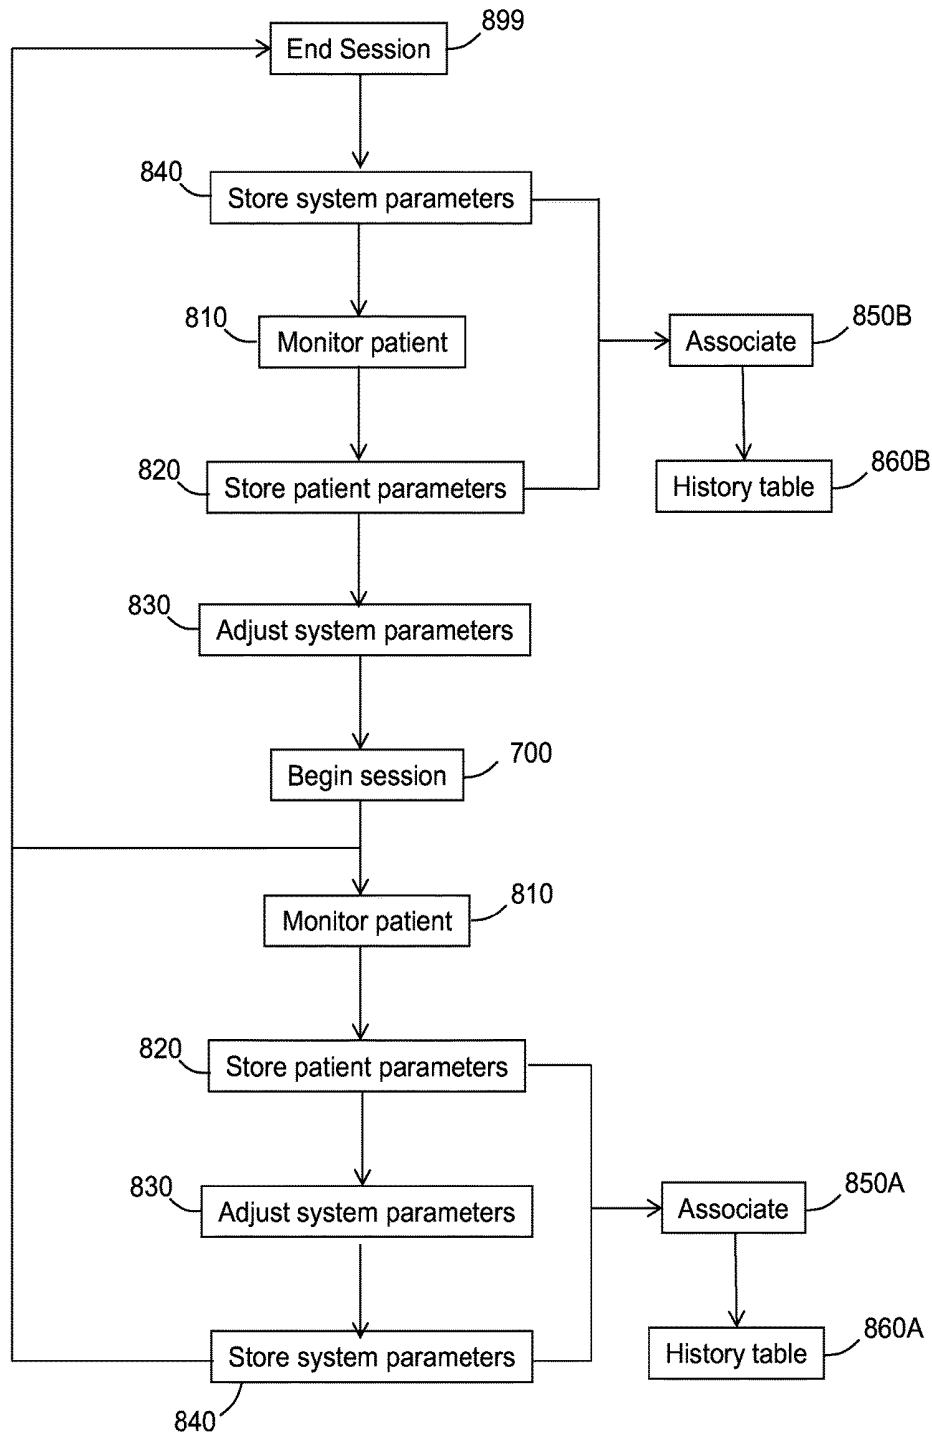 End Session
899
840
Store system parameters
810
Monitor patient
850B
Associate
820
Store patient parameters
860B
History table
830
Adjust system parameters
700
Begin session
810
Monitor patient
820
Store patient parameters
830
Adjust system parameters
850A
Associate
Store system parameters
840
860A
History table